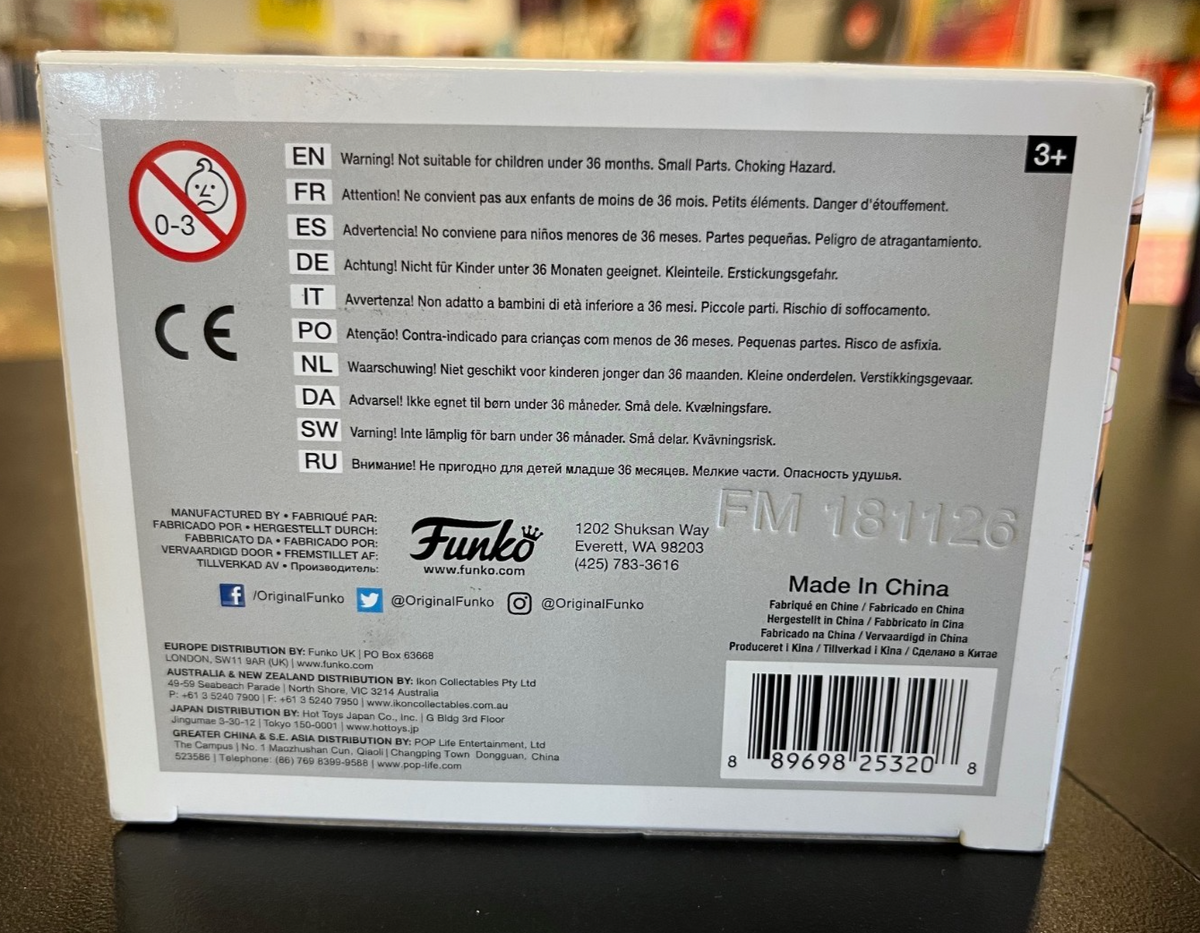 3+
0-3
EN Warning! Not suitable for children under 36 months. Small Parts. Choking Hazard.
FR Attention! Ne convient pas aux enfants de moins de 36 mois. Petits éléments. Danger d'étouffement.
ES Advertencia! No conviene para niños menores de 36 meses. Partes pequeñas. Peligro de atragantamiento.
DE Achtung! Nicht für Kinder unter 36 Monaten geeignet. Kleinteile. Erstickungsgefahr.
IT Avvertenza! Non adatto a bambini di età inferiore a 36 mesi. Piccole parti. Rischio di soffocamento.
PO Atenção! Contra-indicado para crianças com menos de 36 meses. Pequenas partes. Risco de asfixia.
NL Waarschuwing! Niet geschikt voor kinderen jonger dan 36 maanden. Kleine onderdelen. Verstikkingsgevaar.
DA Advarsel! Ikke egnet til børn under 36 måneder. Små dele. Kvælningsfare.
SW Varning! Inte lämplig för barn under 36 månader. Små delar. Kvävningsrisk.
RU Внимание! Не пригодно для детей младше 36 месяцев. Мелкие части. Опасность удушья.
CE
MANUFACTURED BY • FABRIQUÉ PAR:
FABRICADO POR • HERGESTELLT DURCH:
FABBRICATO DA • FABRICADO POR:
VERVAARDIGD DOOR • FREMSTILLET AF:
TILLVERKAD AV • Производитель:
Funko
www.funko.com
1202 Shuksan Way
Everett, WA 98203
(425) 783-3616
FM 181126
/OriginalFunko @OriginalFunko @OriginalFunko
Made In China
Fabriqué en Chine / Fabricado en China
Hergestellt in China / Fabbricato in Cina
Fabricado na China / Vervaardigd in China
Produceret i Kina / Tillverkad i Kina / Сделано в Китае
EUROPE DISTRIBUTION BY: Funko UK | PO Box 63668
LONDON, SW11 9AR (UK) | www.funko.com
AUSTRALIA & NEW ZEALAND DISTRIBUTION BY: Ikon Collectables Pty Ltd
49-59 Seabeach Parade | North Shore, VIC 3214 Australia
P: +61 3 5240 7900 | F: +61 3 5240 7950 | www.ikoncollectables.com.au
JAPAN DISTRIBUTION BY: Hot Toys Japan Co., Inc. | G Bldg 3rd Floor
Jingumae 3-30-12 | Tokyo 150-0001 | www.hottoys.jp
GREATER CHINA & S.E. ASIA DISTRIBUTION BY: POP Life Entertainment, Ltd
The Campus | No. 1 Maozhushan Cun, Qiaoli | Changping Town Dongguan, China
523586 | Telephone: (86) 769 8399-9588 | www.pop-life.com
8 89698 25320 8